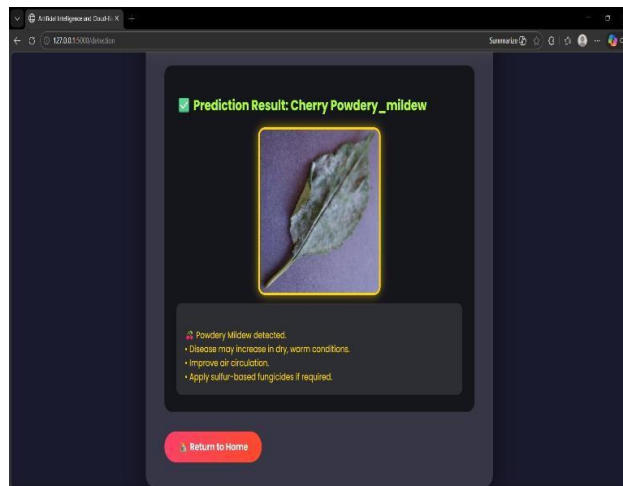 Artificial Intelligence and Cloud-
127.0.0.1:5000/detection
Summarize
Prediction Result: Cherry Powdery_mildew
Powdery Mildew detected.
• Disease may increase in dry, warm conditions.
• Improve air circulation.
• Apply sulfur-based fungicides if required.
Return to Home